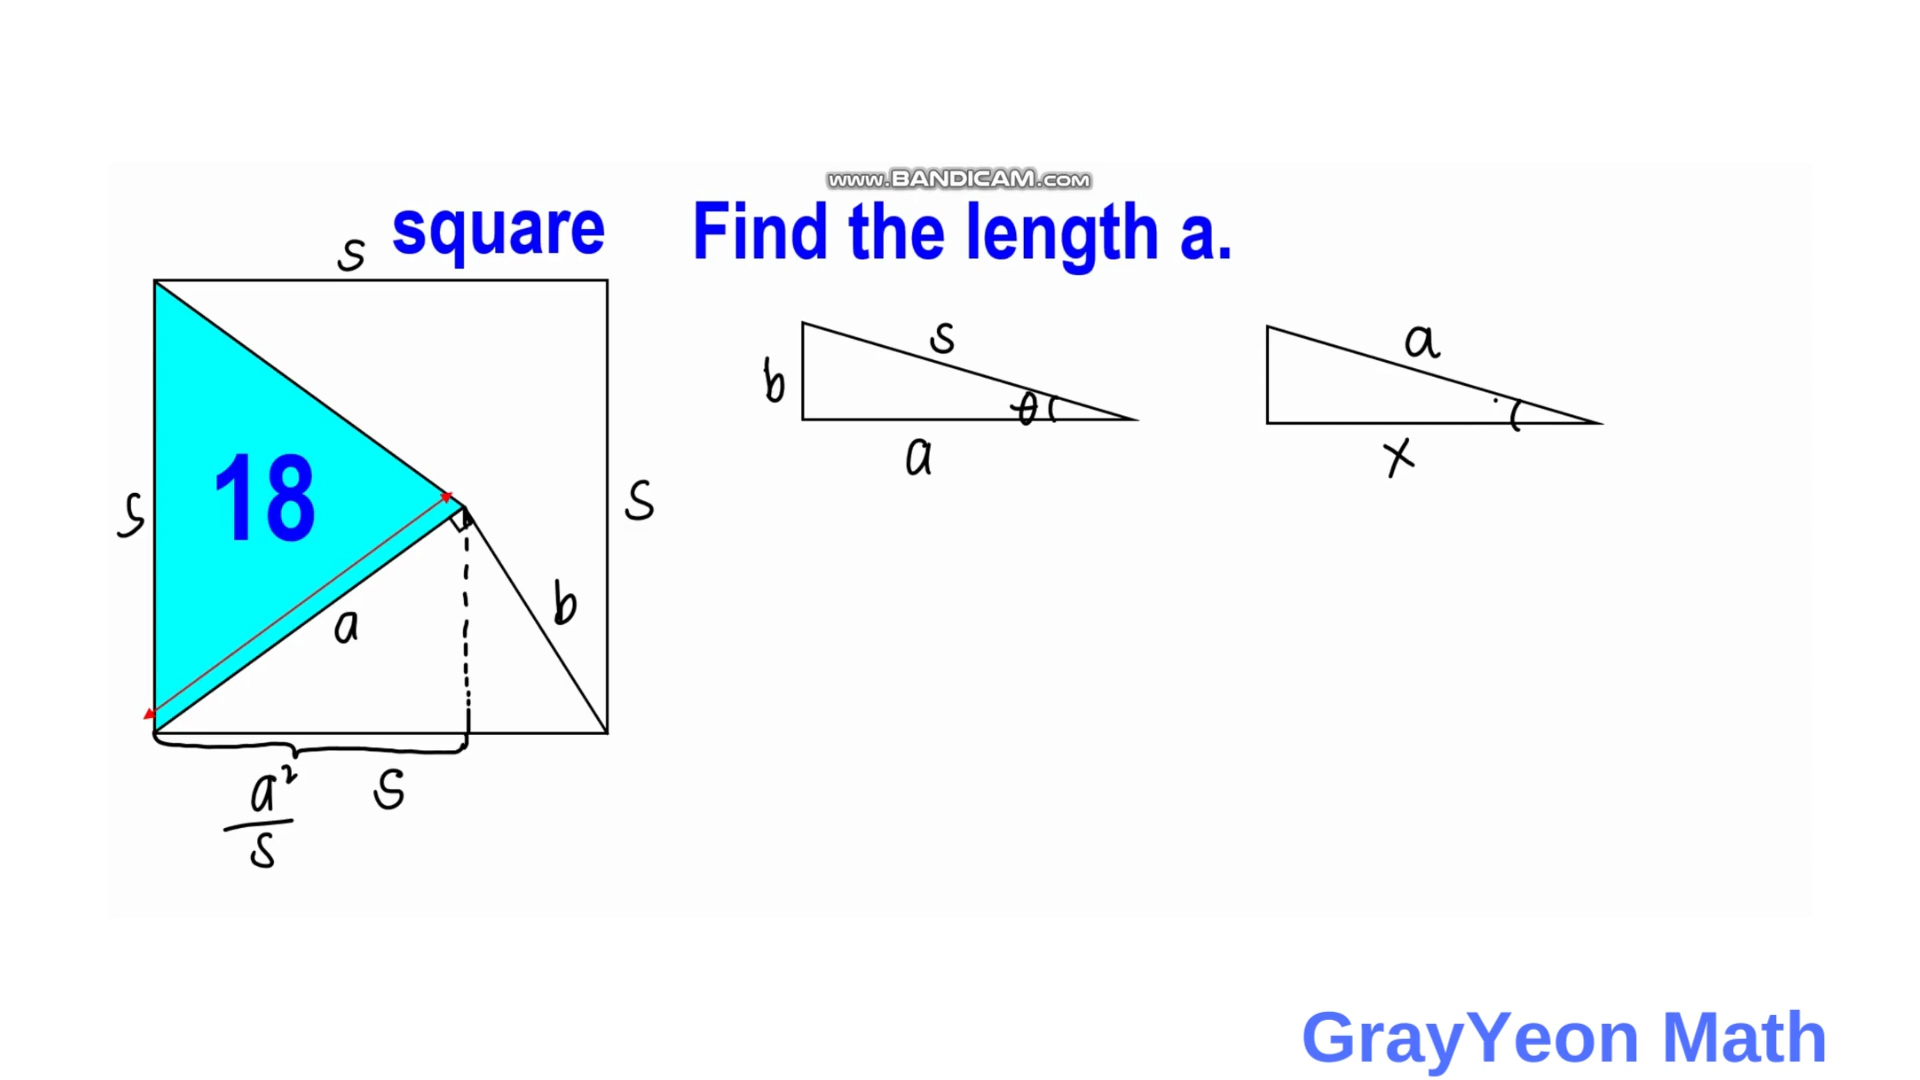 www.BANDICAM.com
square
Find the length a.
s
s
18
s
a
b
a²
s
s
s
b
θ
a
a
x
GrayYeon Math